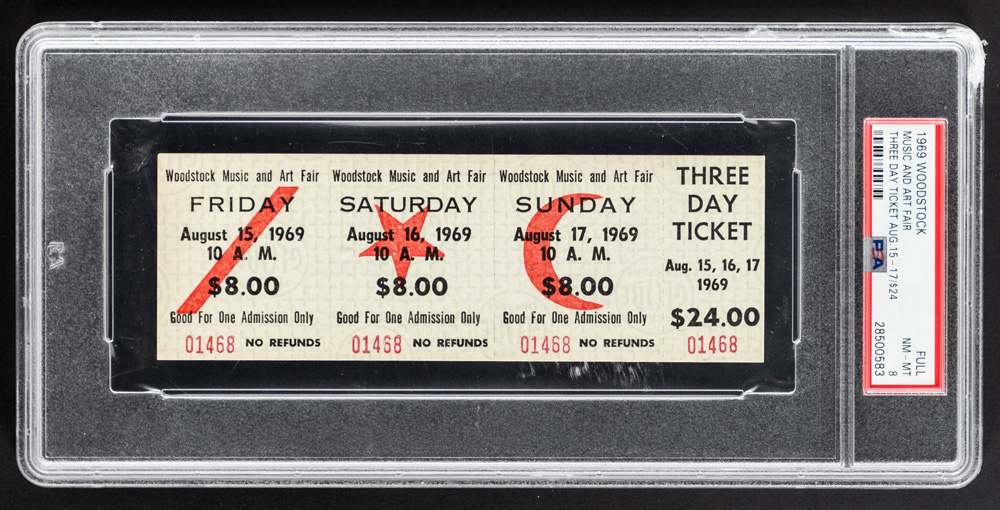 Woodstock Music and Art Fair
FRIDAY
August 15, 1969
10 A. M.
$8.00
Good For One Admission Only
01468 NO REFUNDS
Woodstock Music and Art Fair
SATURDAY
August 16, 1969
10 A. M.
$8.00
Good For One Admission Only
01468 NO REFUNDS
Woodstock Music and Art Fair
SUNDAY
August 17, 1969
10 A. M.
$8.00
Good For One Admission Only
01468 NO REFUNDS
THREE
DAY
TICKET
Aug. 15, 16, 17
1969
$24.00
01468
1969 WOODSTOCK
MUSIC AND ART FAIR
THREE DAY TICKET AUG.15-17/$24
FULL
NM-MT 8
28500583
PSA
PSA